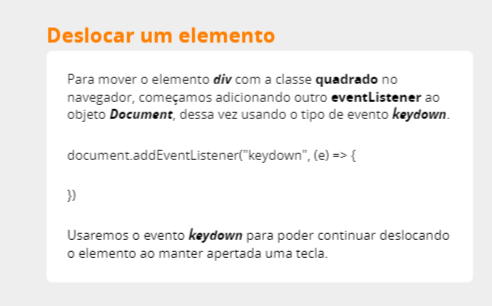 Deslocar um elemento
Para mover o elemento div com a classe quadrado no
navegador, começamos adicionando outro eventListener ao
objeto Document, dessa vez usando o tipo de evento keydown.
document.addEventListener("keydown", (e) => {
})
Usaremos o evento keydown para poder continuar deslocando
o elemento ao manter apertada uma tecla.